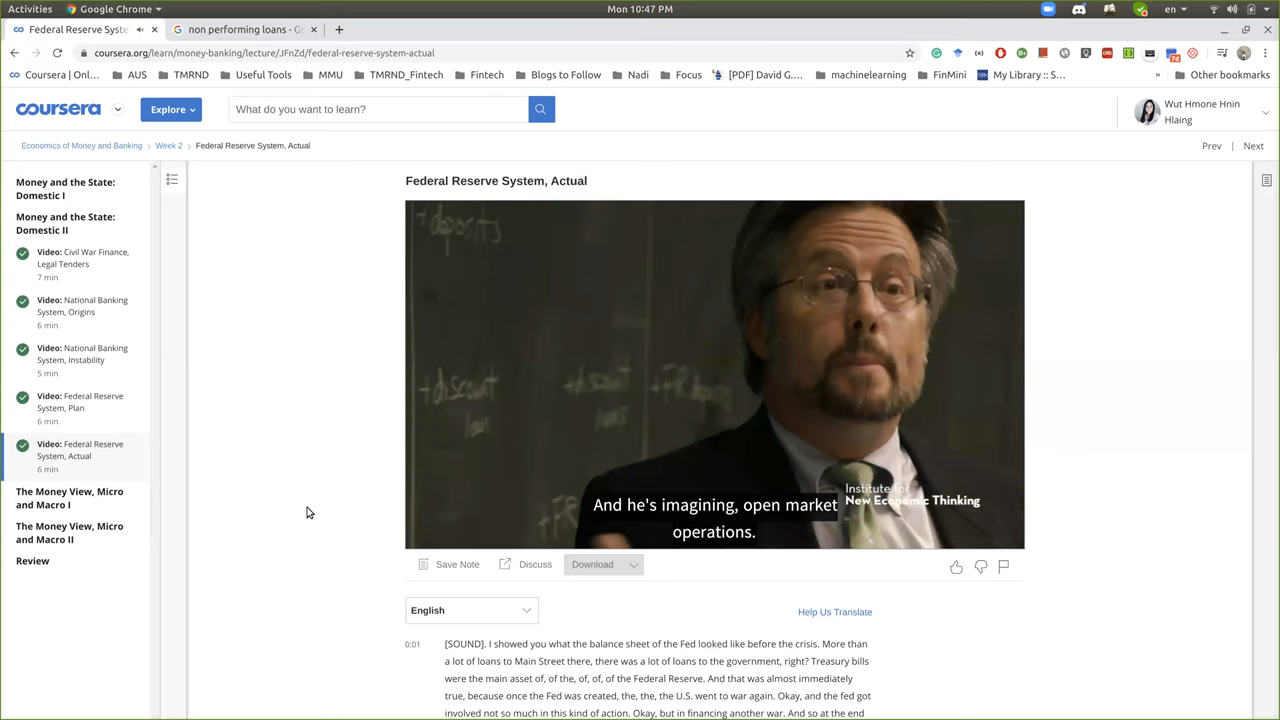 Activities
Google Chrome
Mon 10:47 PM
en
Federal Reserve Syste
non performing loans - Go
coursera.org/learn/money-banking/lecture/JFnZd/federal-reserve-system-actual
Coursera | Onl…
AUS
TMRND
Useful Tools
MMU
TMRND_Fintech
Fintech
Blogs to Follow
Nadi
Focus
[PDF] David G.…
machinelearning
FinMini
My Library :: S…
»
Other bookmarks
coursera
Explore
What do you want to learn?
Wut Hmone Hnin
Hlaing
Economics of Money and Banking
Week 2
Federal Reserve System, Actual
Prev | Next
Money and the State:
Domestic I
Money and the State:
Domestic II
Video: Civil War Finance,
Legal Tenders
7 min
Video: National Banking
System, Origins
6 min
Video: National Banking
System, Instability
5 min
Video: Federal Reserve
System, Plan
6 min
Video: Federal Reserve
System, Actual
6 min
The Money View, Micro
and Macro I
The Money View, Micro
and Macro II
Review
Federal Reserve System, Actual
+deposits
+discount
loan
+disct
loans
Institute for
New Economic Thinking
And he's imagining, open market
operations.
Save Note
Discuss
Download
English
Help Us Translate
0:01
[SOUND]. I showed you what the balance sheet of the Fed looked like before the crisis. More than
a lot of loans to Main Street there, there was a lot of loans to the government, right? Treasury bills
were the main asset of, of the, of, of, of the Federal Reserve. And that was almost immediately
true, because once the Fed was created, the, the, the U.S. went to war again. Okay, and the fed got
involved not so much in this kind of action. Okay, but in financing another war. And so at the end